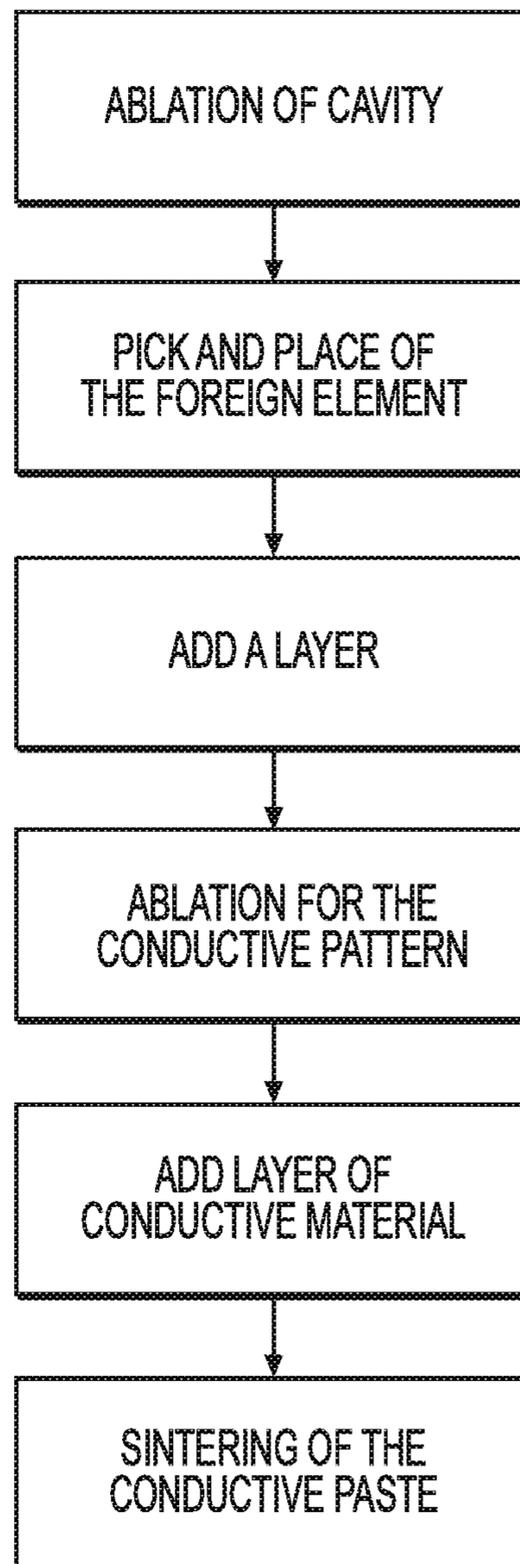 ABLATION OF CAVITY
PICK AND PLACE OF
THE FOREIGN ELEMENT
ADD A LAYER
ABLATION FOR THE
CONDUCTIVE PATTERN
ADD LAYER OF
CONDUCTIVE MATERIAL
SINTERING OF THE
CONDUCTIVE PASTE